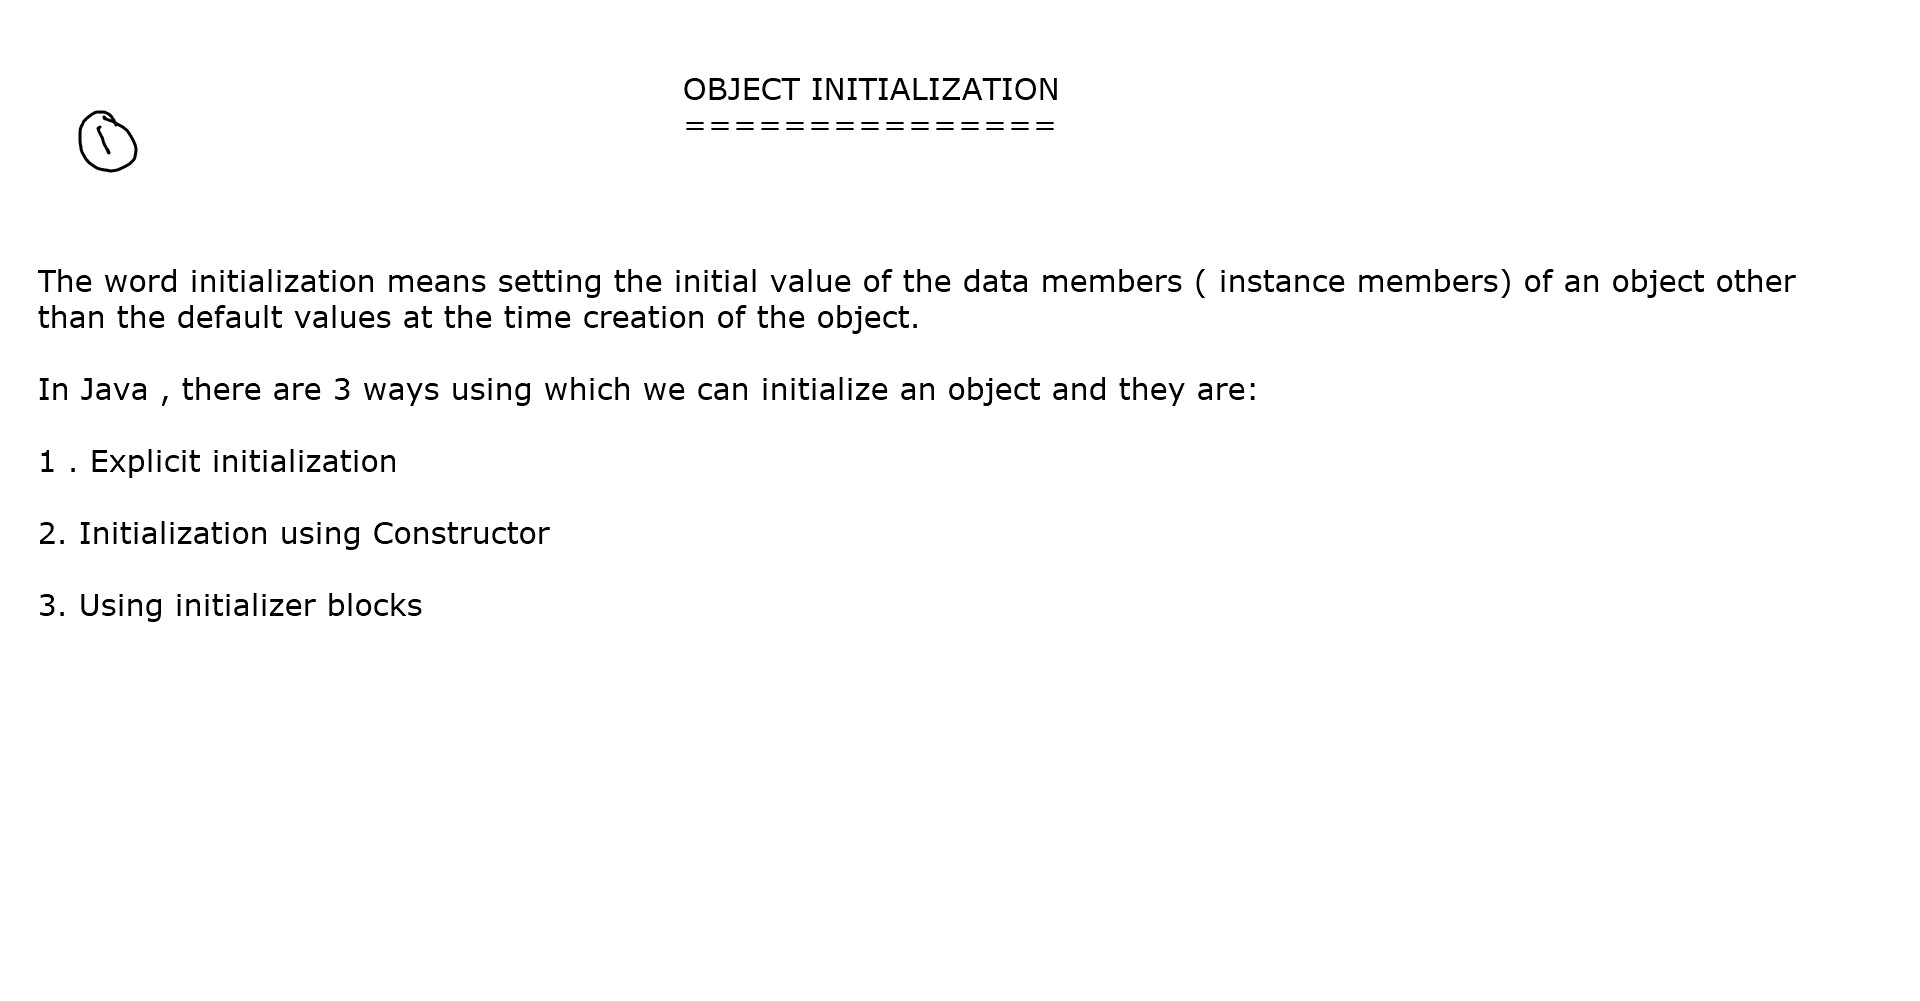 OBJECT INITIALIZATION
===============
1
The word initialization means setting the initial value of the data members ( instance members) of an object other
than the default values at the time creation of the object.
In Java , there are 3 ways using which we can initialize an object and they are:
1 . Explicit initialization
2. Initialization using Constructor
3. Using initializer blocks